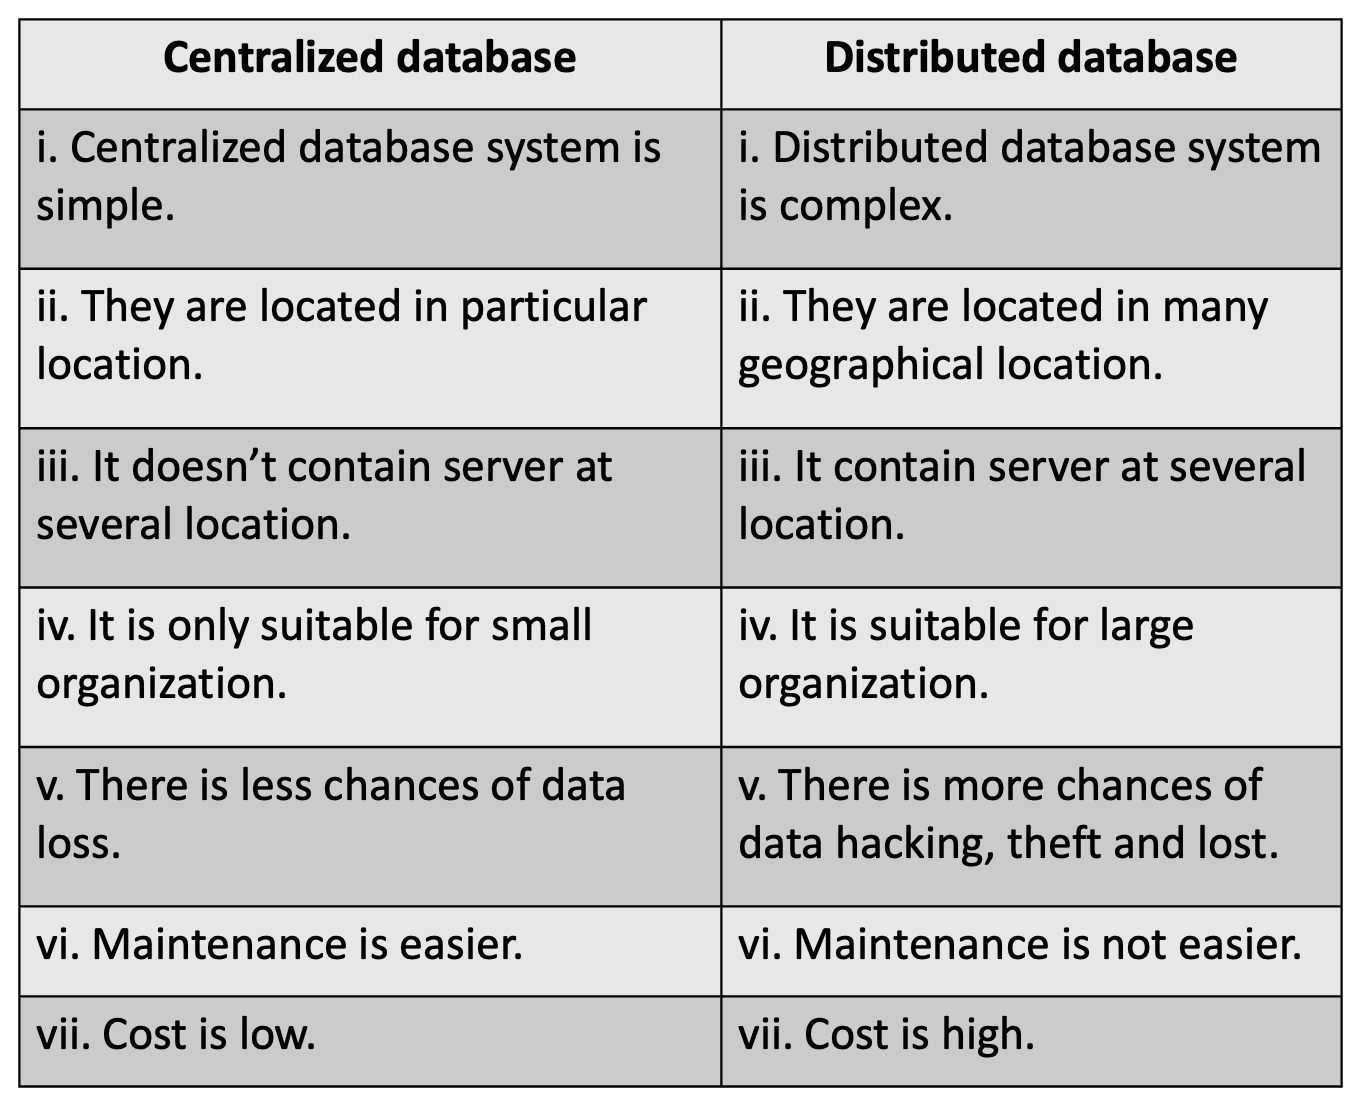 Centralized database
Distributed database
i. Centralized database system is
simple.
i. Distributed database system
is complex.
ii. They are located in particular
location.
ii. They are located in many
geographical location.
iii. It doesn’t contain server at
several location.
iii. It contain server at several
location.
iv. It is only suitable for small
organization.
iv. It is suitable for large
organization.
v. There is less chances of data
loss.
v. There is more chances of
data hacking, theft and lost.
vi. Maintenance is easier.
vi. Maintenance is not easier.
vii. Cost is low.
vii. Cost is high.